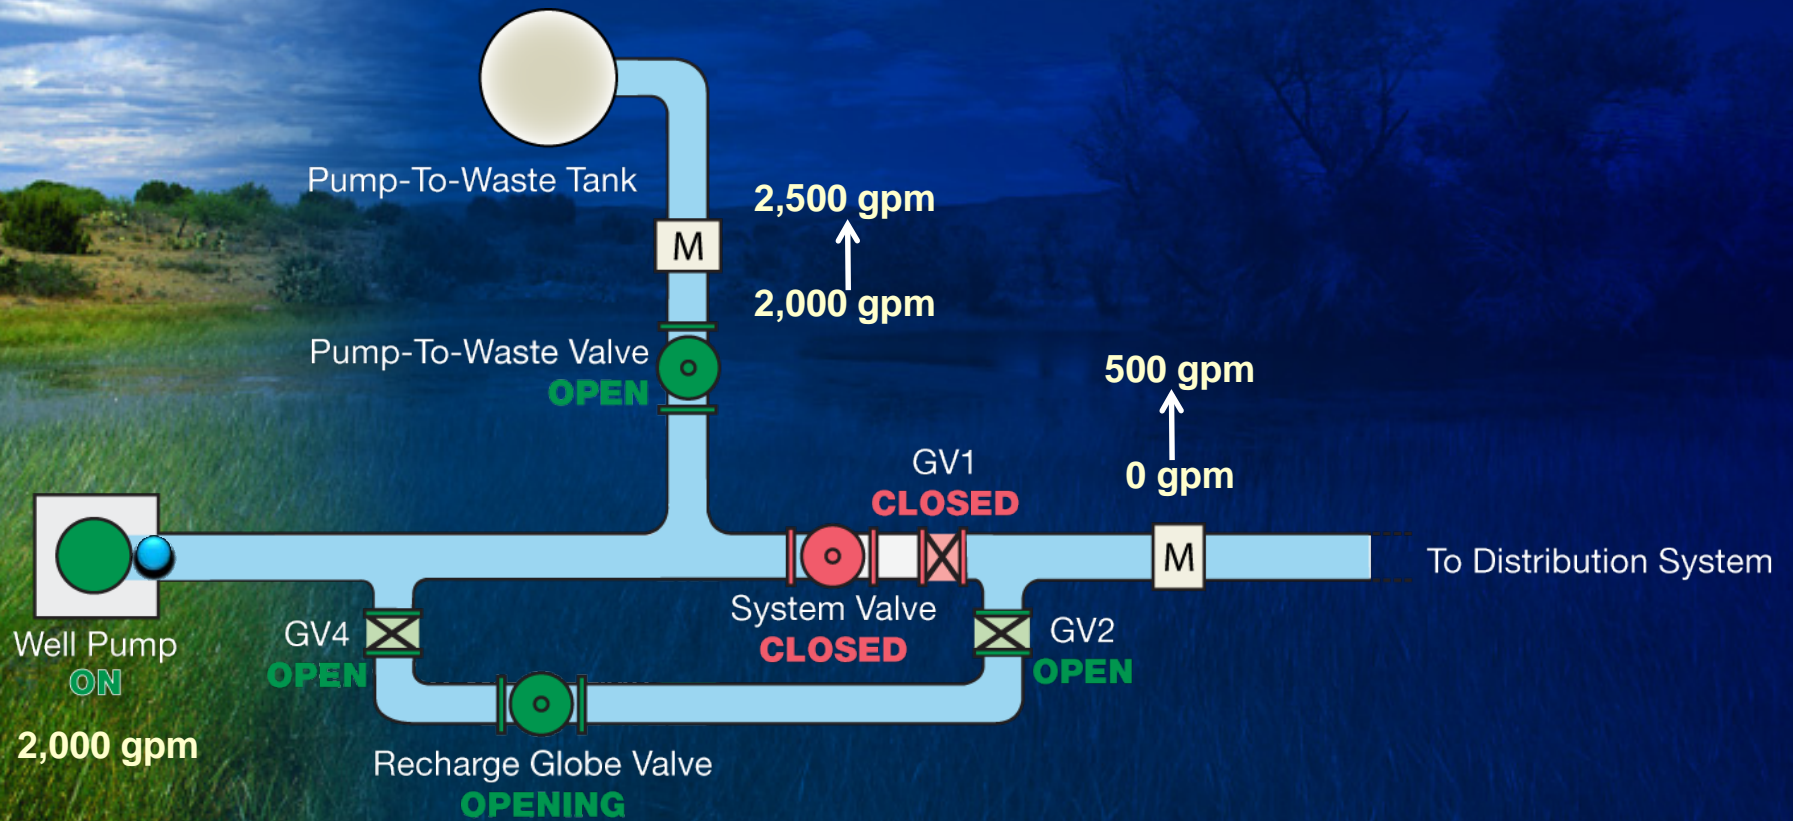 Pump-To-Waste Tank
2,500 gpm
M
2,000 gpm
Pump-To-Waste Valve
OPEN
500 gpm
GV1
CLOSED
0 gpm
M
To Distribution System
System Valve
CLOSED
GV4
OPEN
GV2
OPEN
Well Pump
ON
2,000 gpm
Recharge Globe Valve
OPENING